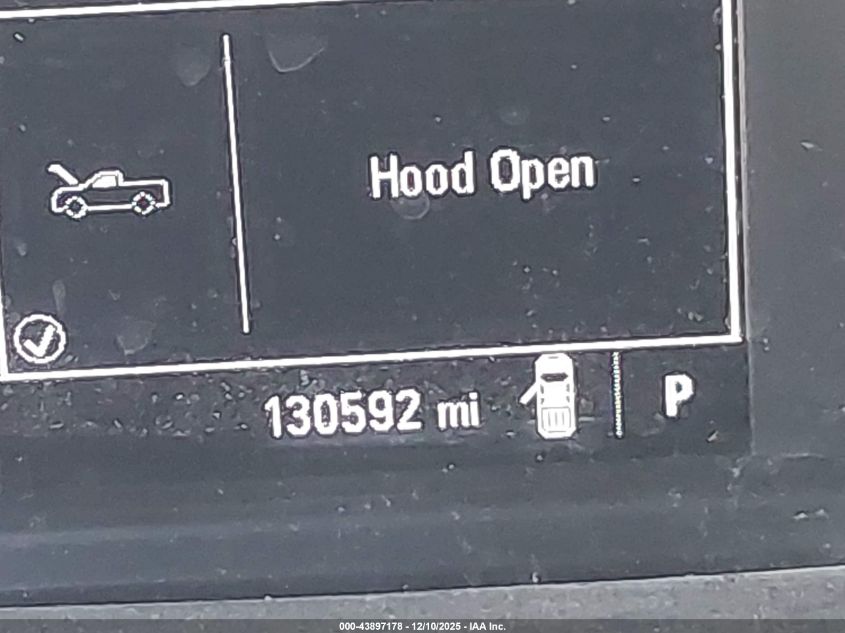 Hood Open
130592 mi
P
000-43897178 - 12/10/2025 - IAA Inc.